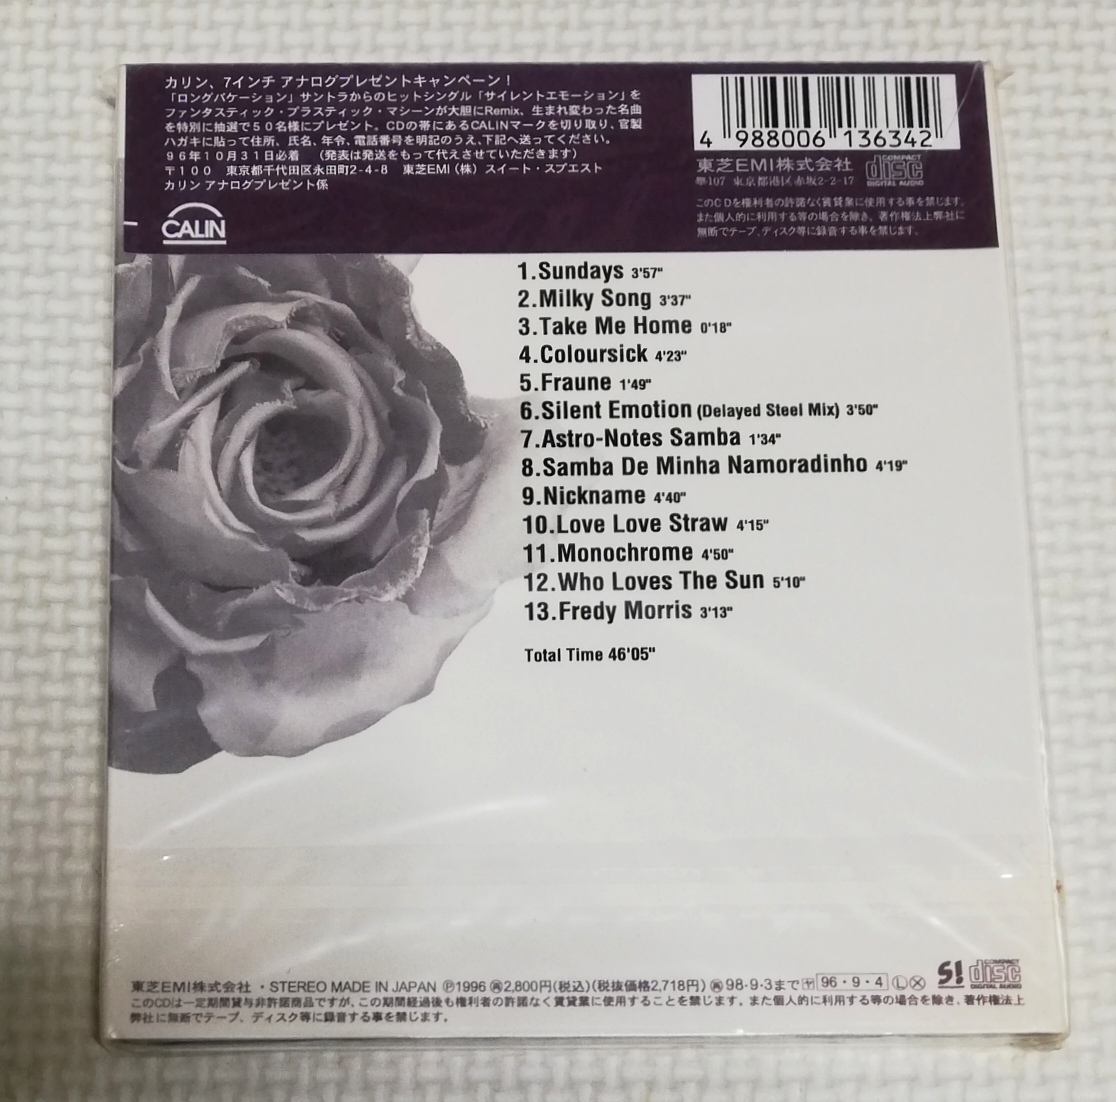 カリン、7インチ アナログプレゼントキャンペーン!
「ロングバケーション」サントラからのヒットシングル「サイレントエモーション」を
ファンタスティック・プラスティック・マシーンが大胆にRemix、生まれ変わった名曲
を特別に抽選で50名様にプレゼント。CDの帯にあるCALINマークを切り取り、官製
ハガキに貼って住所、氏名、年令、電話番号を明記のうえ、下記へ送ってください。
96年10月31日必着 (発表は発送をもって代えさせていただきます)
〒100 東京都千代田区永田町2-4-8 東芝EMI(株) スイート・スプエスト
カリン アナログプレゼント係
CALIN
4 988006 136342
東芝EMI株式会社
COMPACT
disc
DIGITAL AUDIO
〠107 東京都港区赤坂2-2-17
このCDを権利者の許諾なく賃貸業に使用する事を禁じます。
また個人的に利用する等の場合を除き、著作権法上弊社に
無断でテープ、ディスク等に録音する事を禁じます。
1.Sundays 3'57"
2.Milky Song 3'37"
3.Take Me Home 0'18"
4.Coloursick 4'23"
5.Fraune 1'49"
6.Silent Emotion (Delayed Steel Mix) 3'50"
7.Astro-Notes Samba 1'34"
8.Samba De Minha Namoradinho 4'19"
9.Nickname 4'40"
10.Love Love Straw 4'15"
11.Monochrome 4'50"
12.Who Loves The Sun 5'10"
13.Fredy Morris 3'13"
Total Time 46'05"
東芝EMI株式会社 ・STEREO MADE IN JAPAN Ⓟ1996 ㊢2,800円(税込)(税抜価格2,718円) ㊢98・9・3まで ヤ 96・9・4 Ⓛ Ⓧ S! COMPACT disc DIGITAL AUDIO
このCDは一定期間貸与非許諾商品ですが、この期間経過後も権利者の許諾なく賃貸業に使用することを禁じます。また個人的に利用する等の場合を除き、著作権法上
弊社に無断でテープ、ディスク等に録音する事を禁じます。